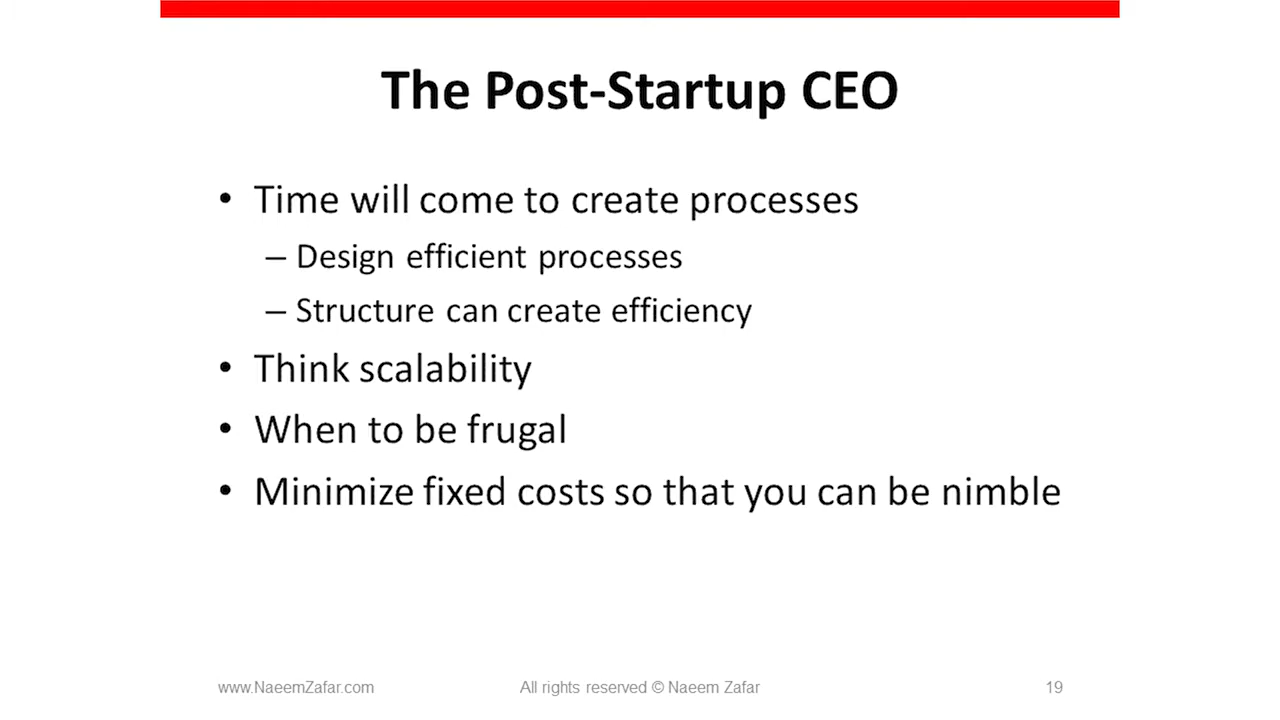 The Post-Startup CEO
• Time will come to create processes
– Design efficient processes
– Structure can create efficiency
• Think scalability
• When to be frugal
• Minimize fixed costs so that you can be nimble
www.NaeemZafar.com
All rights reserved © Naeem Zafar
19